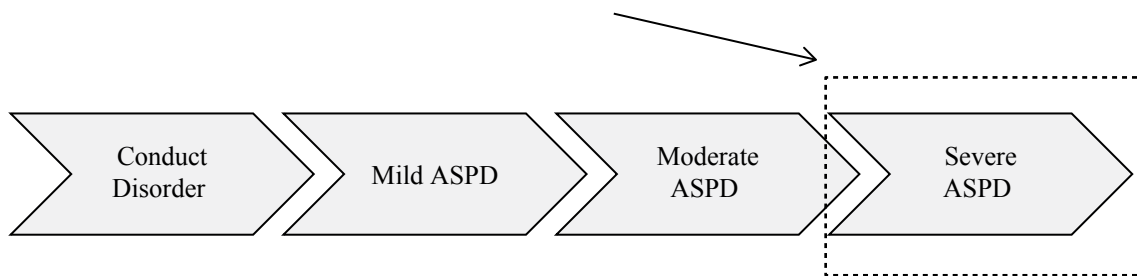 Conduct
Disorder
Mild ASPD
Moderate
ASPD
Severe
ASPD